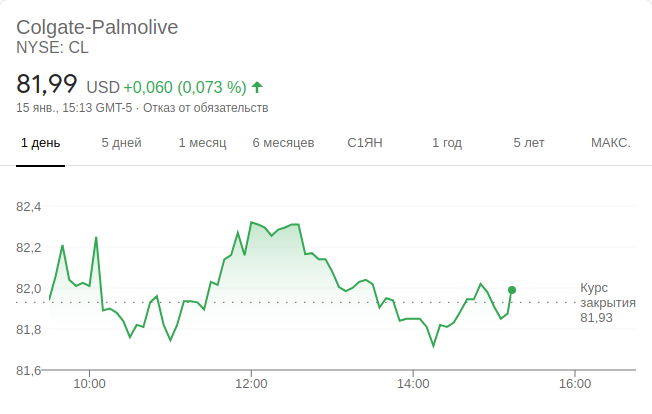 Colgate-Palmolive
NYSE: CL
81,99 USD +0,060 (0,073 %)
15 янв., 15:13 GMT-5 · Отказ от обязательств
1 день 5 дней 1 месяц 6 месяцев С1ЯН 1 год 5 лет МАКС.
82,4
82,2
82,0
Курс
закрытия
81,93
81,8
81,6
10:00 12:00 14:00 16:00